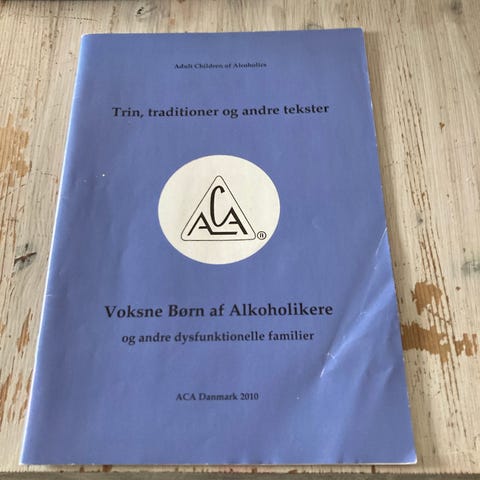 Adult Children of Alcoholics
Trin, traditioner og andre tekster
ACA
®
Voksne Børn af Alkoholikere
og andre dysfunktionelle familier
ACA Danmark 2010